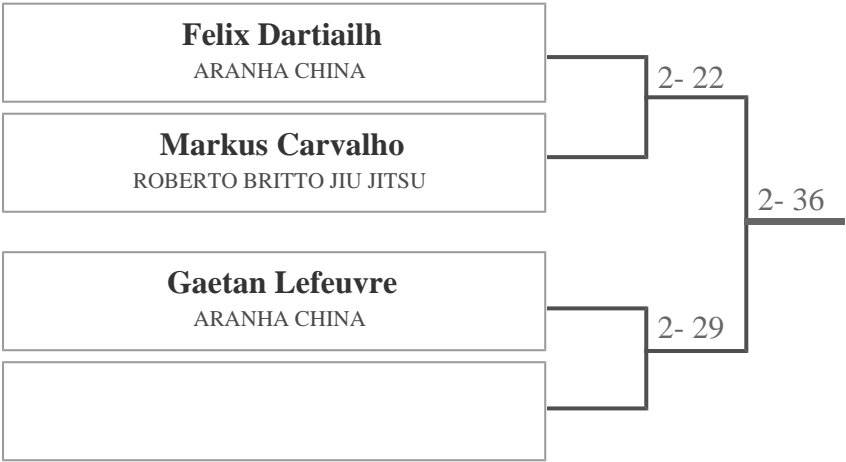 Felix Dartiailh
ARANHA CHINA
2- 22
Markus Carvalho
ROBERTO BRITTO JIU JITSU
2- 36
Gaetan Lefeuvre
ARANHA CHINA
2- 29